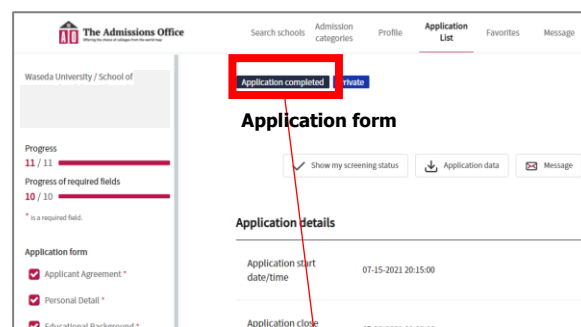 The Admissions Office
Offering the choice of colleges from the world map
Search schools
Admission
categories
Profile
Application
List
Favorites
Message
Waseda University / School of
Application completed
Private
Application form
Progress
11 / 11
Show my screening status
Application data
Message
Progress of required fields
10 / 10
* is a required field.
Application details
Application form
Application start
date/time
07-15-2021 20:15:00
Applicant Agreement *
Personal Detail *
Educational Background *
Application close